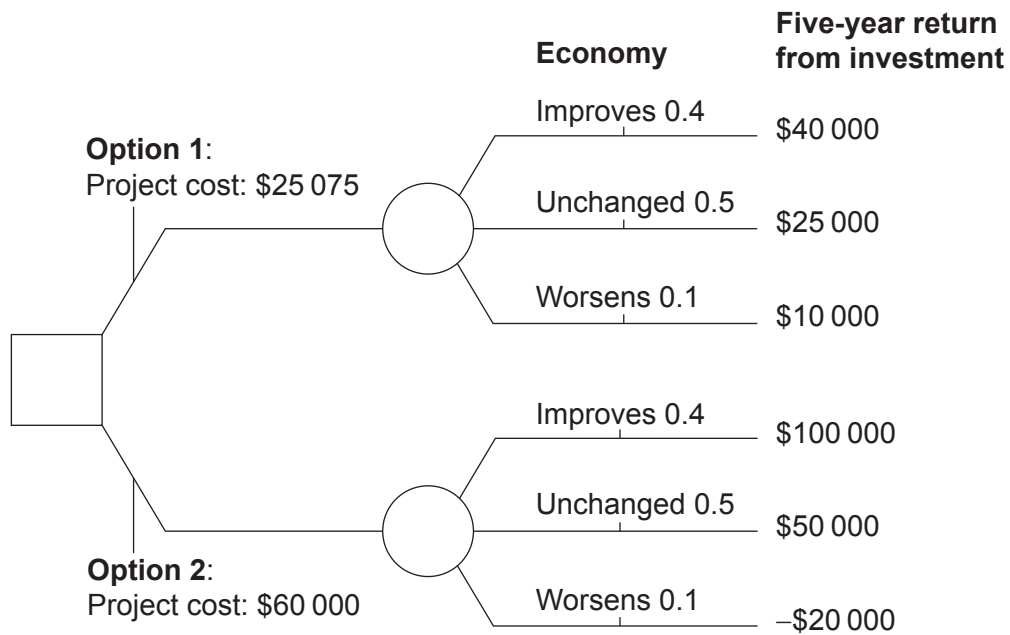 Five-year return
from investment
Economy
Option 1:
Project cost: $25 075
Improves 0.4
$40 000
Unchanged 0.5
$25 000
Worsens 0.1
$10 000
Improves 0.4
$100 000
Unchanged 0.5
$50 000
Option 2:
Project cost: $60 000
Worsens 0.1
–$20 000